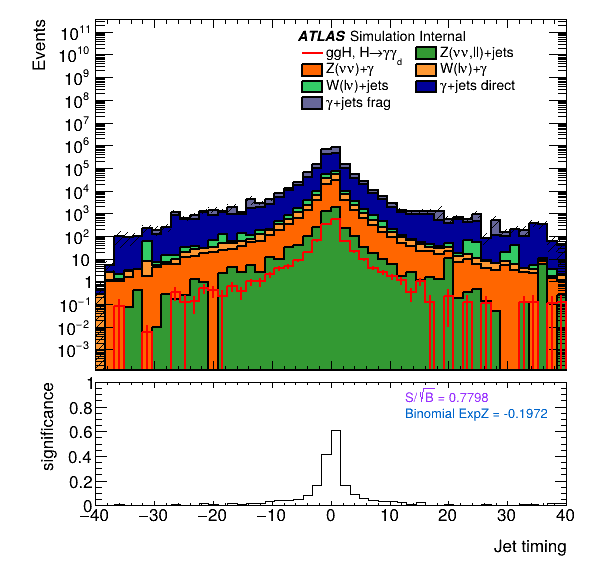 Events
10¹¹
10¹⁰
10⁹
10⁸
10⁷
10⁶
10⁵
10⁴
10³
10²
10
1
10⁻¹
10⁻²
10⁻³
ATLAS Simulation Internal
ggH, H→γγd Z(νν,ll)+jets
Z(νν)+γ W(lν)+γ
W(lν)+jets γ+jets direct
γ+jets frag
significance
1
0.8
0.6
0.4
0.2
0
S/√B = 0.7798
Binomial ExpZ = -0.1972
−40 −30 −20 −10 0 10 20 30 40
Jet timing